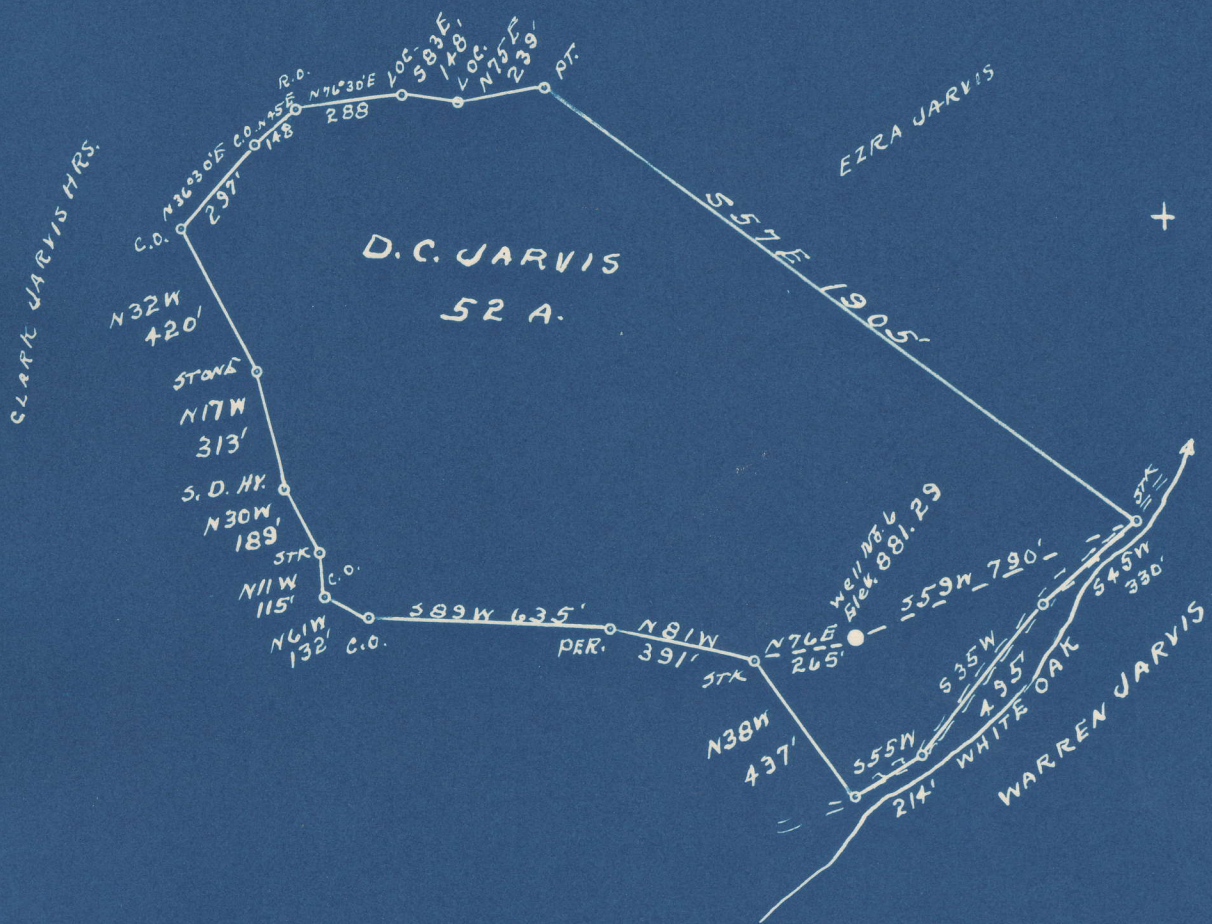 R.O.
N76°30'E
288
LOC-
S83E,
148'
LOC.
N75E
239'
PT.
C.O.
N45E
148
N36°30'E
297'
C.O.
CLARK JARVIS HRS.
EZRA JARVIS
D.C. JARVIS
52 A.
S57E 1905'
N32W
420'
STONE
N17W
313'
S.D. HY.
N30W
189'
STK
N11W
115'
C.O.
N61W
132'
C.O.
S89W 635'
PER.
N81W
391'
STK
N76E
265'
Well No. 6
Elev. 881.29
S59W 790'
STK
S45W
330'
S35W
495'
WHITE OAK
WARREN JARVIS
S55W
214'
N38W
437'